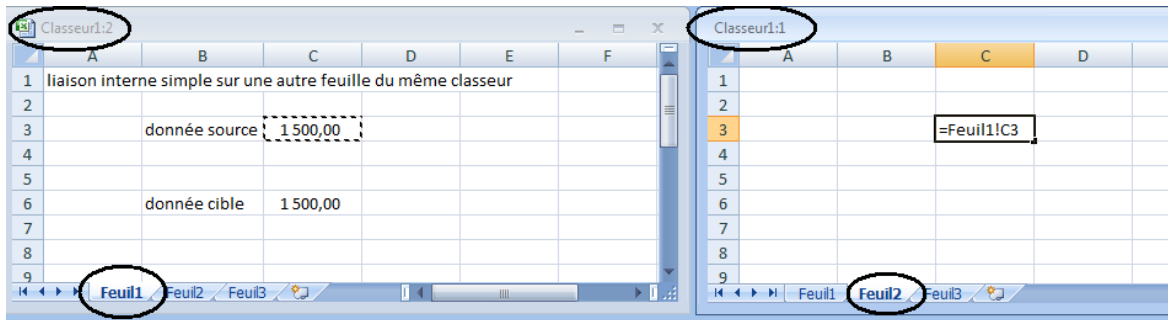 Classeur1:2
A B C D E F
1 liaison interne simple sur une autre feuille du même classeur
2
3 donnée source 1 500,00
4
5
6 donnée cible 1 500,00
7
8
9
Feuil1 Feuil2 Feuil3
Classeur1:1
A B C D
1
2
3 =Feuil1!C3
4
5
6
7
8
9
Feuil1 Feuil2 Feuil3